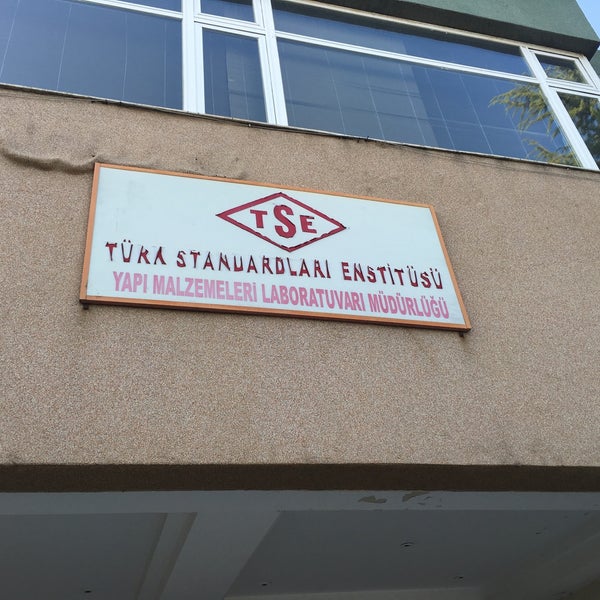 TSE
TÜRK STANDARDLARI ENSTİTÜSÜ
YAPI MALZEMELERİ LABORATUVARI MÜDÜRLÜĞÜ